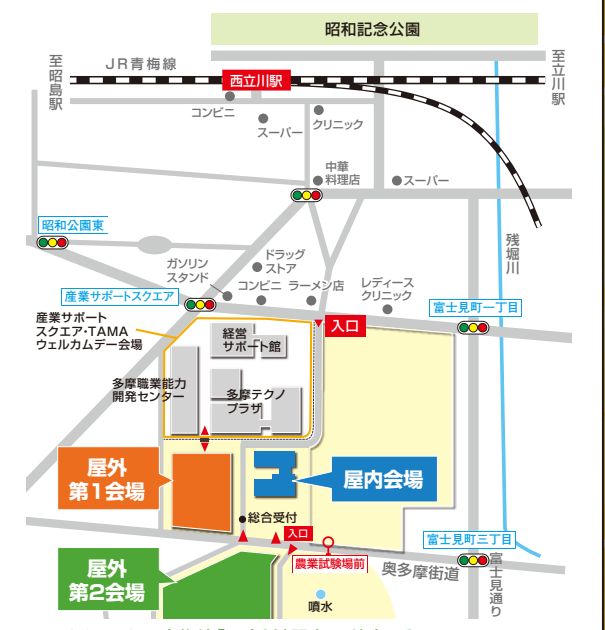 昭和記念公園
至昭島駅
JR青梅線
西立川駅
至立川駅
コンビニ
スーパー
クリニック
中華
料理店
スーパー
昭和公園東
残堀川
ガソリン
スタンド
ドラッグ
ストア
コンビニ
ラーメン店
レディース
クリニック
産業サポートスクエア
富士見町一丁目
産業サポート
スクエア・TAMA
ウェルカムデー会場
入口
経営
サポート館
多摩職業能力
開発センター
多摩テクノ
プラザ
屋外
第1会場
屋内会場
総合受付
入口
農業試験場前
富士見町三丁目
奥多摩街道
富士見通り
屋外
第2会場
噴水